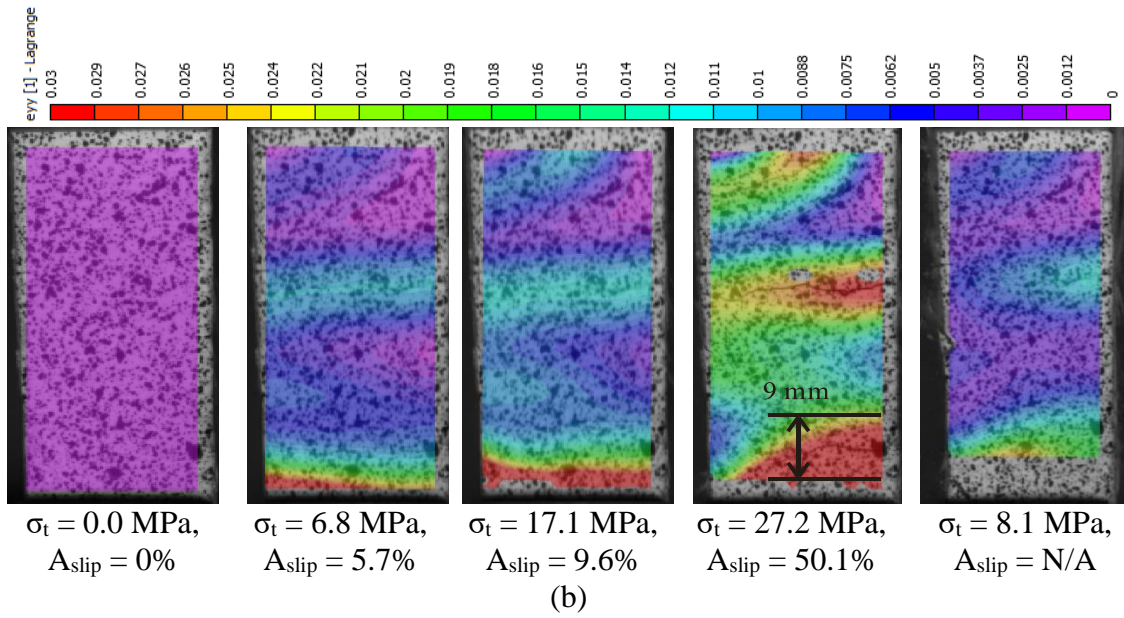 eyy [1] - Lagrange
0.03 0.029 0.027 0.026 0.025 0.024 0.022 0.021 0.02 0.019 0.018 0.016 0.015 0.014 0.012 0.011 0.01 0.0088 0.0075 0.0062 0.005 0.0037 0.0025 0.0012 0
9 mm
σₜ = 0.0 MPa, σₜ = 6.8 MPa, σₜ = 17.1 MPa, σₜ = 27.2 MPa, σₜ = 8.1 MPa,
Aslip = 0% Aslip = 5.7% Aslip = 9.6% Aslip = 50.1% Aslip = N/A
(b)